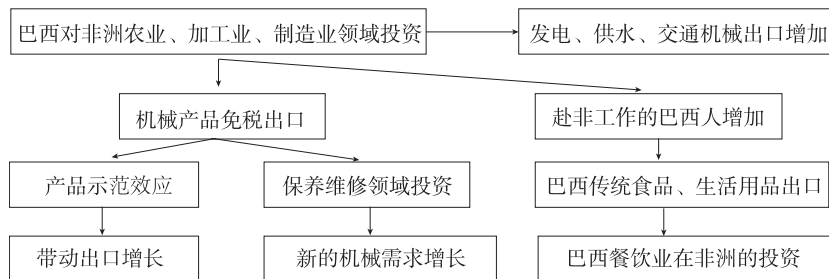 巴西对非洲农业、加工业、制造业领域投资
发电、供水、交通机械出口增加
机械产品免税出口
赴非工作的巴西人增加
产品示范效应
保养维修领域投资
巴西传统食品、生活用品出口
带动出口增长
新的机械需求增长
巴西餐饮业在非洲的投资